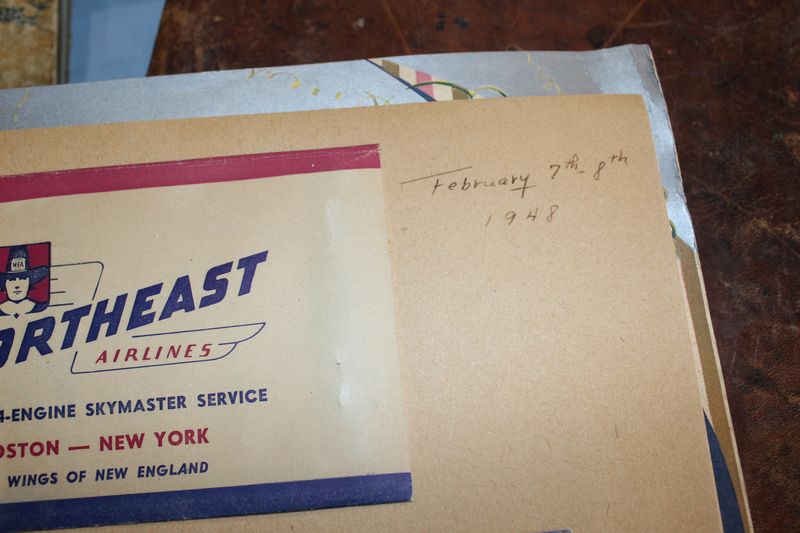 February 7th-8th
1948
NEA
ORTHEAST
AIRLINES
4-ENGINE SKYMASTER SERVICE
OSTON — NEW YORK
WINGS OF NEW ENGLAND